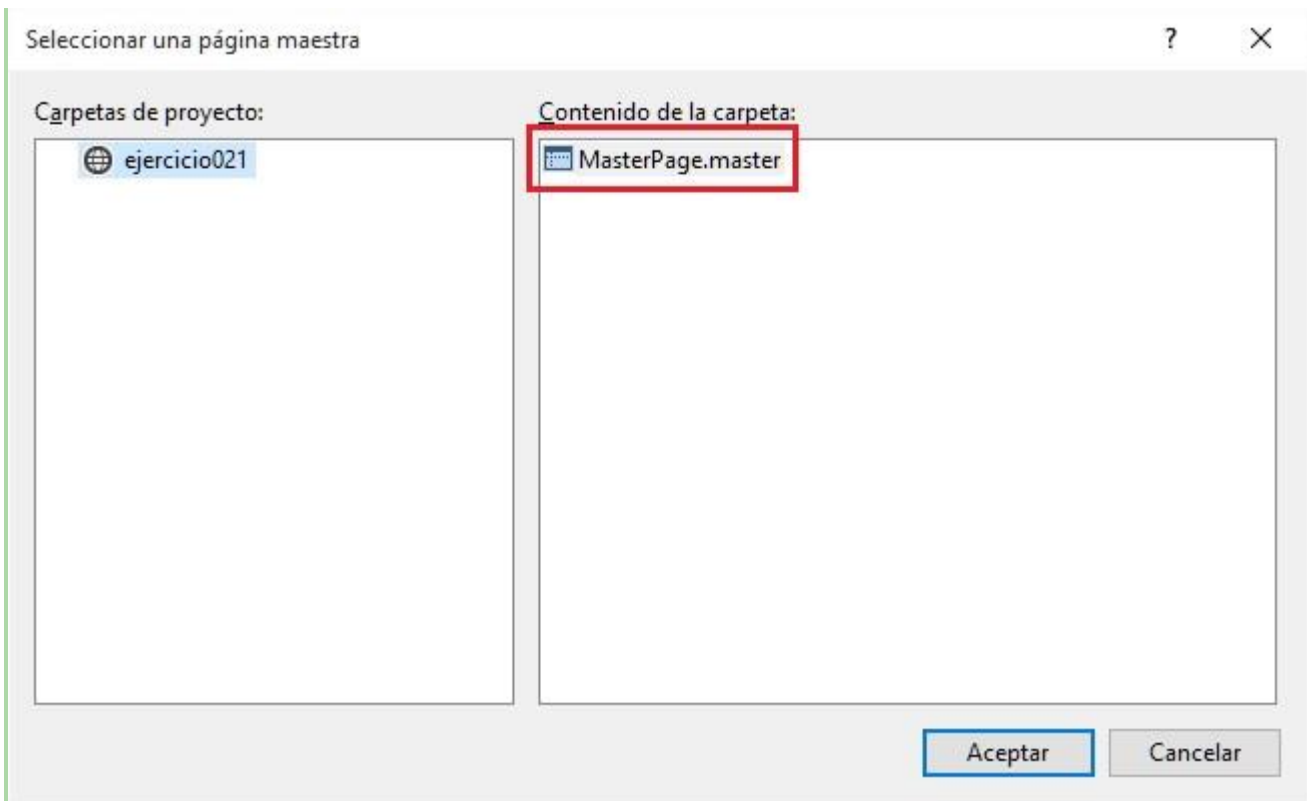 Seleccionar una página maestra ? ×
Carpetas de proyecto:
ejercicio021
Contenido de la carpeta:
MasterPage.master
Aceptar Cancelar